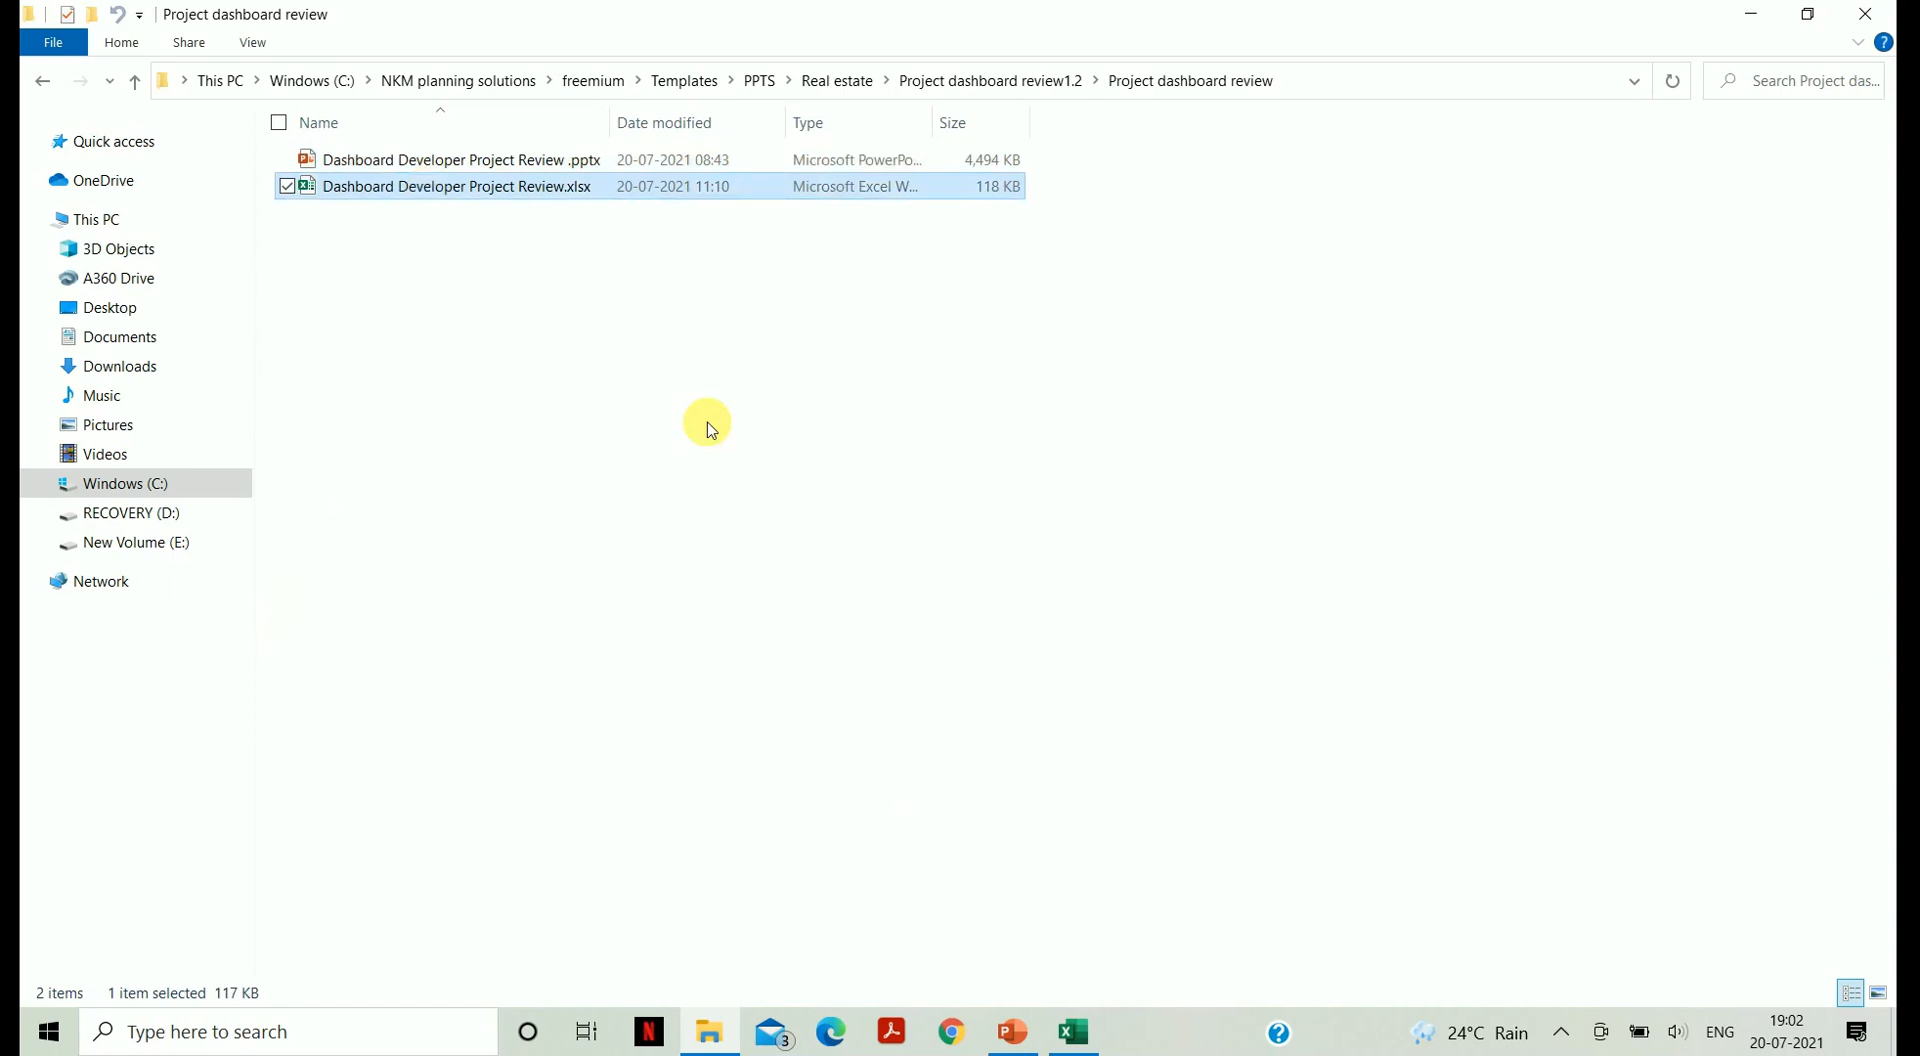 Project dashboard review
File Home Share View
This PC Windows (C:) NKM planning solutions freemium Templates PPTS Real estate Project dashboard review1.2 Project dashboard review Search Project das...
Name Date modified Type Size
Dashboard Developer Project Review .pptx 20-07-2021 08:43 Microsoft PowerPo... 4,494 KB
Dashboard Developer Project Review.xlsx 20-07-2021 11:10 Microsoft Excel W... 118 KB
Quick access
OneDrive
This PC
3D Objects
A360 Drive
Desktop
Documents
Downloads
Music
Pictures
Videos
Windows (C:)
RECOVERY (D:)
New Volume (E:)
Network
2 items 1 item selected 117 KB
Type here to search N 3 24°C Rain ENG 19:02
20-07-2021